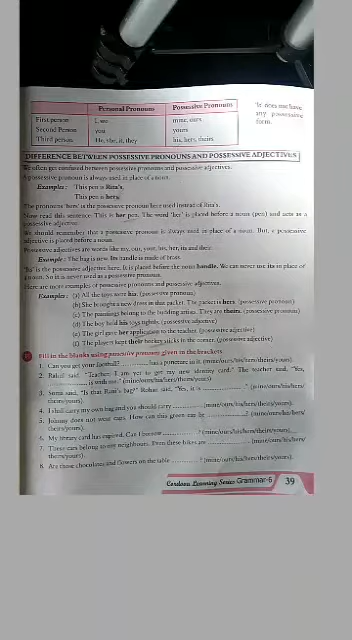 Personal Pronouns Possessive Pronouns
First person I, we mine, ours
Second Person you yours
Third person He, she, it, they his, hers, theirs
'It' does not have
any possessive
form.
DIFFERENCE BETWEEN POSSESSIVE PRONOUNS AND POSSESSIVE ADJECTIVES
We often get confused between possessive pronouns and possessive adjectives.
A possessive pronoun is always used in place of a noun.
Examples: This pen is Rita's.
This pen is hers.
The pronoun 'hers' is the possessive pronoun here used instead of Rita's.
Now read this sentence: This is her pen. The word 'her' is placed before a noun (pen) and acts as a
possessive adjective.
We should remember that a possessive pronoun is always used in place of a noun. But, a possessive
adjective is placed before a noun.
Possessive adjectives are words like my, our, your, his, her, its and their.
Example: The bag is new. Its handle is made of brass.
'Its' is the possessive adjective here. It is placed before the noun handle. We can never use its in place of
a noun. So it is never used as a possessive pronoun.
Here are more examples of possessive pronouns and possessive adjectives.
Examples: (a) All the toys were his. (possessive pronoun)
(b) She brought a new dress in that packet. The packet is hers. (possessive pronoun)
(c) The paintings belong to the budding artists. They are theirs. (possessive pronoun)
(d) The boy held his toys tightly. (possessive adjective)
(e) The girl gave her application to the teacher. (possessive adjective)
(f) The players kept their hockey sticks in the corner. (possessive adjective)
Fill in the blanks using possessive pronouns given in the brackets.
1. Can you get your football? ............ has a puncture in it. (mine/ours/his/hers/theirs/yours)
2. Rahul said, "Teacher, I am yet to get my new identity card." The teacher said, "Yes,
............ is with me." (mine/ours/his/hers/theirs/yours)
3. Soma said, "Is that Ram's bag?" Rohan said, "Yes, it is ............." (mine/ours/his/hers/
theirs/yours)
4. I shall carry my own bag and you should carry ............. (mine/ours/his/hers/theirs/yours).
5. Johnny does not wear caps. How can this green cap be ............? (mine/ours/his/hers/
theirs/yours).
6. My library card has expired. Can I borrow ............? (mine/ours/his/hers/theirs/yours).
7. These cars belong to my neighbours. Even these bikes are ............. (mine/ours/his/hers/
theirs/yours).
8. Are those chocolates and flowers on the table ............? (mine/ours/his/hers/theirs/yours).
Cordova Learning Series Grammar-6 39